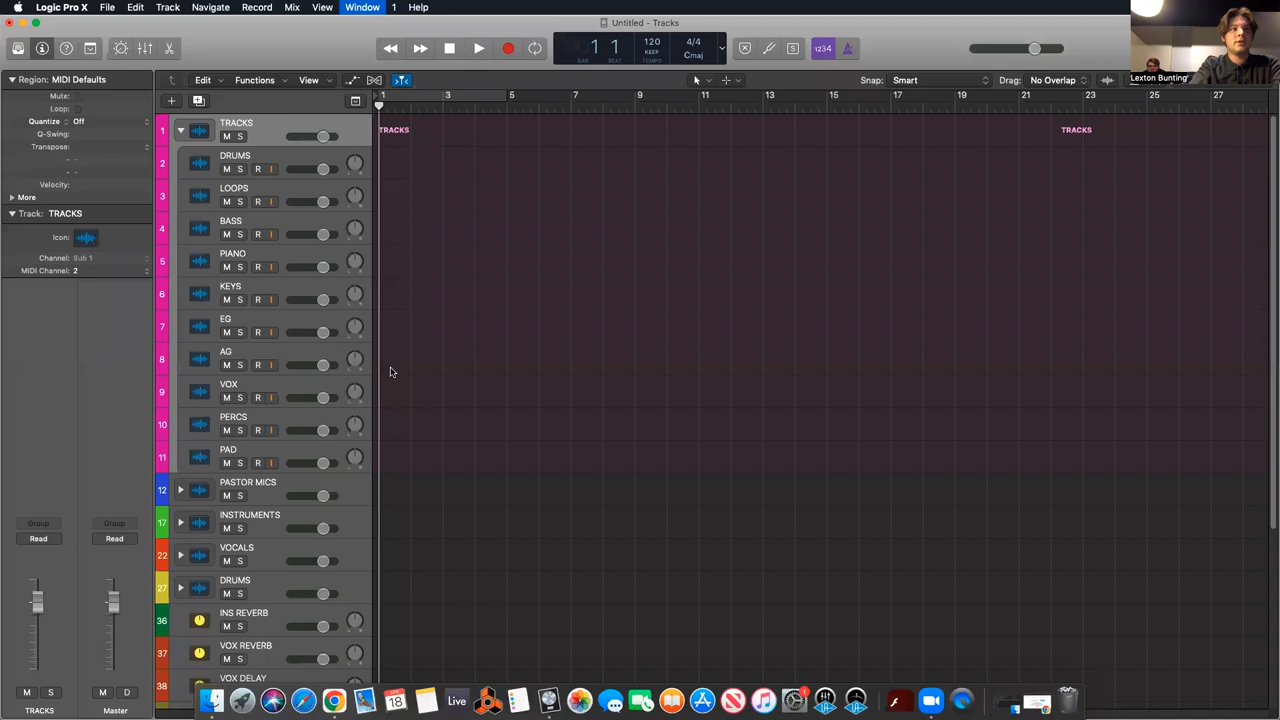 Logic Pro X File Edit Track Navigate Record Mix View Window 1 Help
Untitled - Tracks
1 1 120 4/4
BAR BEAT KEEP TEMPO Cmaj
1234
Lexton Bunting
Region: MIDI Defaults
Edit Functions View Snap: Smart Drag: No Overlap
Mute:
Loop:
Quantize Off
Q-Swing:
Transpose:
Velocity:
More
Track: TRACKS
Icon:
Channel: Sub 1
MIDI Channel: 2
1 3 5 7 9 11 13 15 17 19 21 23 25 27
1 TRACKS
M S
TRACKS TRACKS
2 DRUMS
M S R I
3 LOOPS
M S R I
4 BASS
M S R I
5 PIANO
M S R I
6 KEYS
M S R I
7 EG
M S R I
8 AG
M S R I
9 VOX
M S R I
10 PERCS
M S R I
11 PAD
M S R I
12 PASTOR MICS
M S
17 INSTRUMENTS
M S
22 VOCALS
M S
27 DRUMS
M S
36 INS REVERB
M S
37 VOX REVERB
M S
38 VOX DELAY
Group Group
Read Read
M S M D
TRACKS Master
18 Live 1